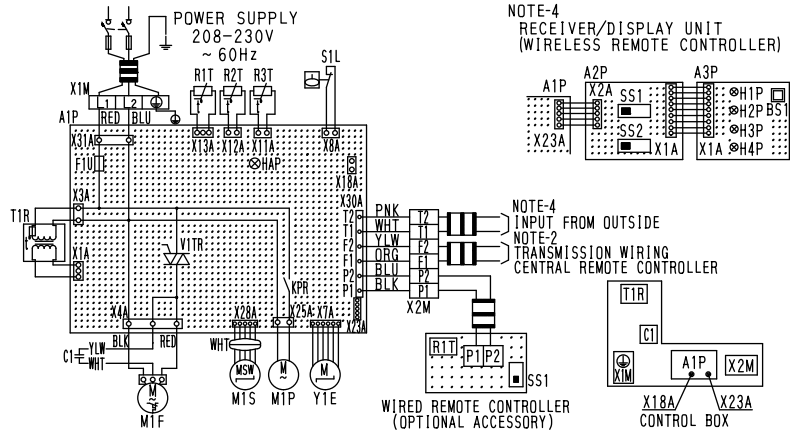 POWER SUPPLY
208-230V
~ 60Hz
X1M
L1 L2
A1P RED BLU
X31A
F1U
X3A
T1R
t°
X1A
V1TR
R1T R2T R3T
t° t° t°
X13A X12A X11A
HAP
S1L
X8A
X18A
X30A
T2 PNK T2
T1 WHT T1
F2 YLW F2
F1 ORG F1
P2 BLU P2
P1 BLK P1
X2M
NOTE-4
INPUT FROM OUTSIDE
NOTE-2
TRANSMISSION WIRING
CENTRAL REMOTE CONTROLLER
KPR
X4A
X28A X25A X7A X23A
BLK RED
YLW
C1
WHT
M
~
M1F
WHT
MSW
M1S
M
~
M1P
M
Y1E
R1T P1 P2
SS1
WIRED REMOTE CONTROLLER
(OPTIONAL ACCESSORY)
NOTE-4
RECEIVER/DISPLAY UNIT
(WIRELESS REMOTE CONTROLLER)
A1P
X23A
A2P
X2A
SS1
SS2
X1A
A3P
X1A
H1P
H2P
BS1
H3P
H4P
T1R
C1
X1M
A1P
X2M
X18A X23A
CONTROL BOX